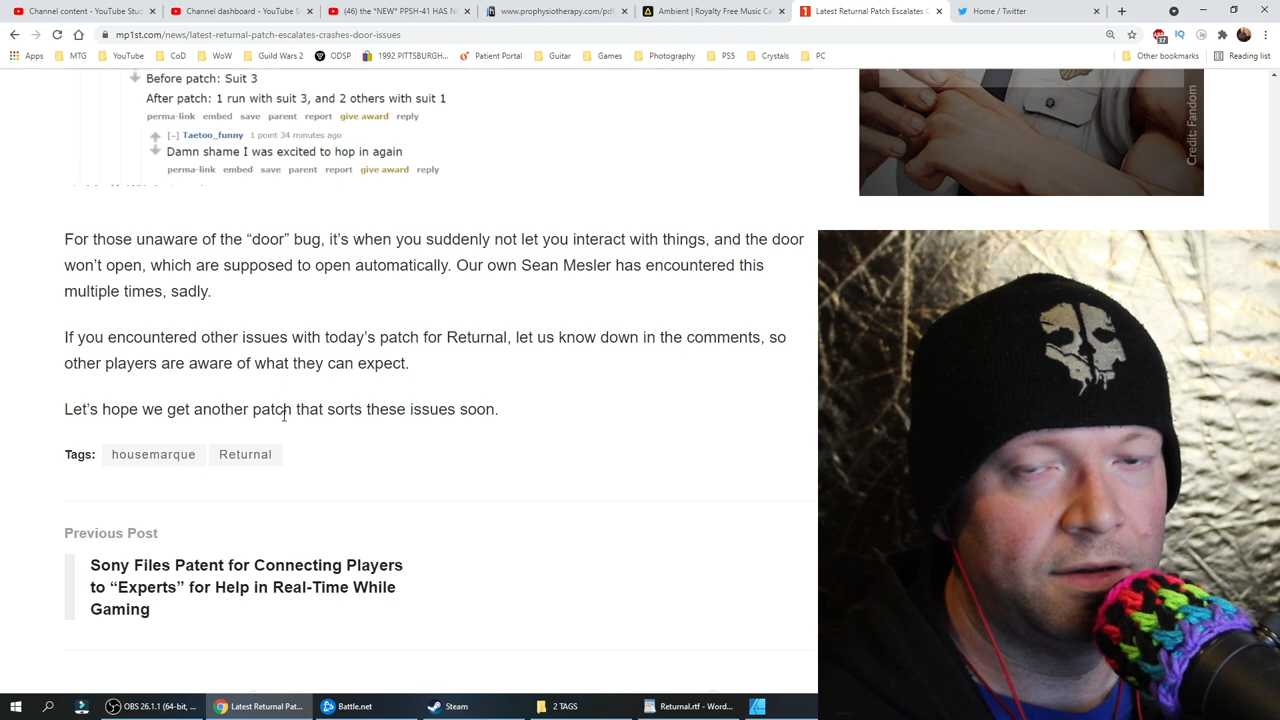 Channel content - YouTube Stud
Channel dashboard - YouTube S
(46) the *NEW* PPSH-41 HAS N
www.prophysiotherapy.com/pdf
Ambient | Royalty Free Music Ca
Latest Returnal Patch Escalates C
Home / Twitter
mp1st.com/news/latest-returnal-patch-escalates-crashes-door-issues
37
IQ
Apps MTG YouTube CoD WoW Guild Wars 2 ODSP 1992 PITTSBURGH... Patient Portal Guitar Games Photography PS5 Crystals PC Other bookmarks Reading list
Before patch: Suit 3
After patch: 1 run with suit 3, and 2 others with suit 1
perma-link embed save parent report give award reply
[–] Taetoo_funny 1 point 34 minutes ago
Damn shame I was excited to hop in again
perma-link embed save parent report give award reply
Credit: Fandom
For those unaware of the “door” bug, it’s when you suddenly not let you interact with things, and the door
won’t open, which are supposed to open automatically. Our own Sean Mesler has encountered this
multiple times, sadly.
If you encountered other issues with today’s patch for Returnal, let us know down in the comments, so
other players are aware of what they can expect.
Let’s hope we get another patch that sorts these issues soon.
Tags: housemarque Returnal
Previous Post
Sony Files Patent for Connecting Players
to “Experts” for Help in Real-Time While
Gaming
OBS 26.1.1 (64-bit, ... Latest Returnal Pat... Battle.net Steam 2 TAGS Returnal.rtf - Word...